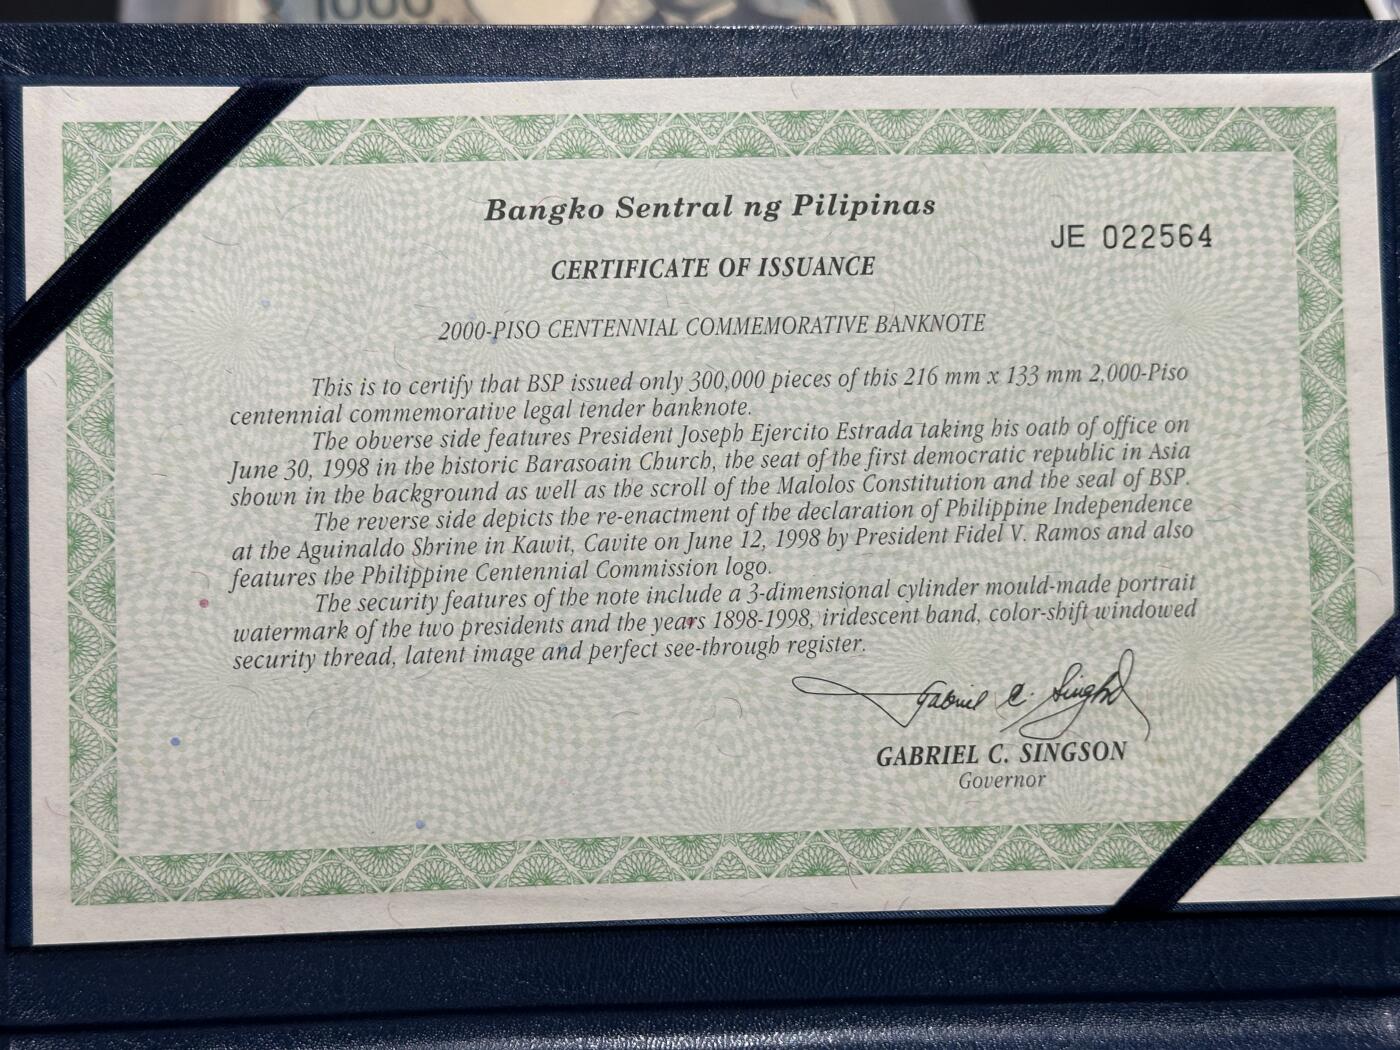 1000
Bangko Sentral ng Pilipinas
JE 022564
CERTIFICATE OF ISSUANCE
2000-PISO CENTENNIAL COMMEMORATIVE BANKNOTE
This is to certify that BSP issued only 300,000 pieces of this 216 mm x 133 mm 2,000-Piso
centennial commemorative legal tender banknote.
The obverse side features President Joseph Ejercito Estrada taking his oath of office on
June 30, 1998 in the historic Barasoain Church, the seat of the first democratic republic in Asia
shown in the background as well as the scroll of the Malolos Constitution and the seal of BSP.
The reverse side depicts the re-enactment of the declaration of Philippine Independence
at the Aguinaldo Shrine in Kawit, Cavite on June 12, 1998 by President Fidel V. Ramos and also
features the Philippine Centennial Commission logo.
The security features of the note include a 3-dimensional cylinder mould-made portrait
watermark of the two presidents and the years 1898-1998, iridescent band, color-shift windowed
security thread, latent image and perfect see-through register.
Gabriel C. Singson
GABRIEL C. SINGSON
Governor